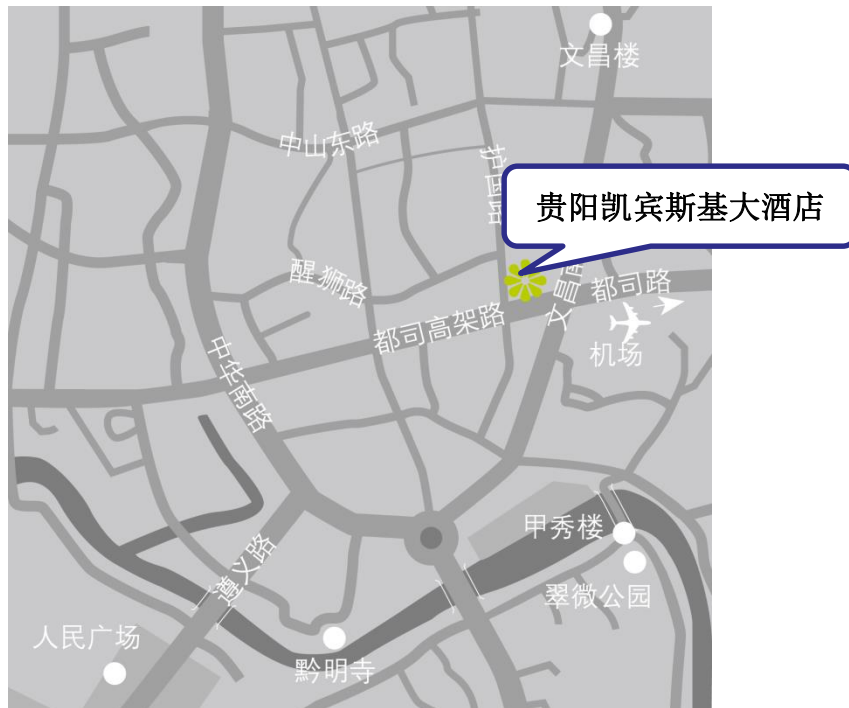 文昌楼
中山东路
护国路
贵阳凯宾斯基大酒店
醒狮路
文昌南
都司路
都司高架路
机场
中华南路
甲秀楼
遵义路
翠微公园
人民广场
黔明寺